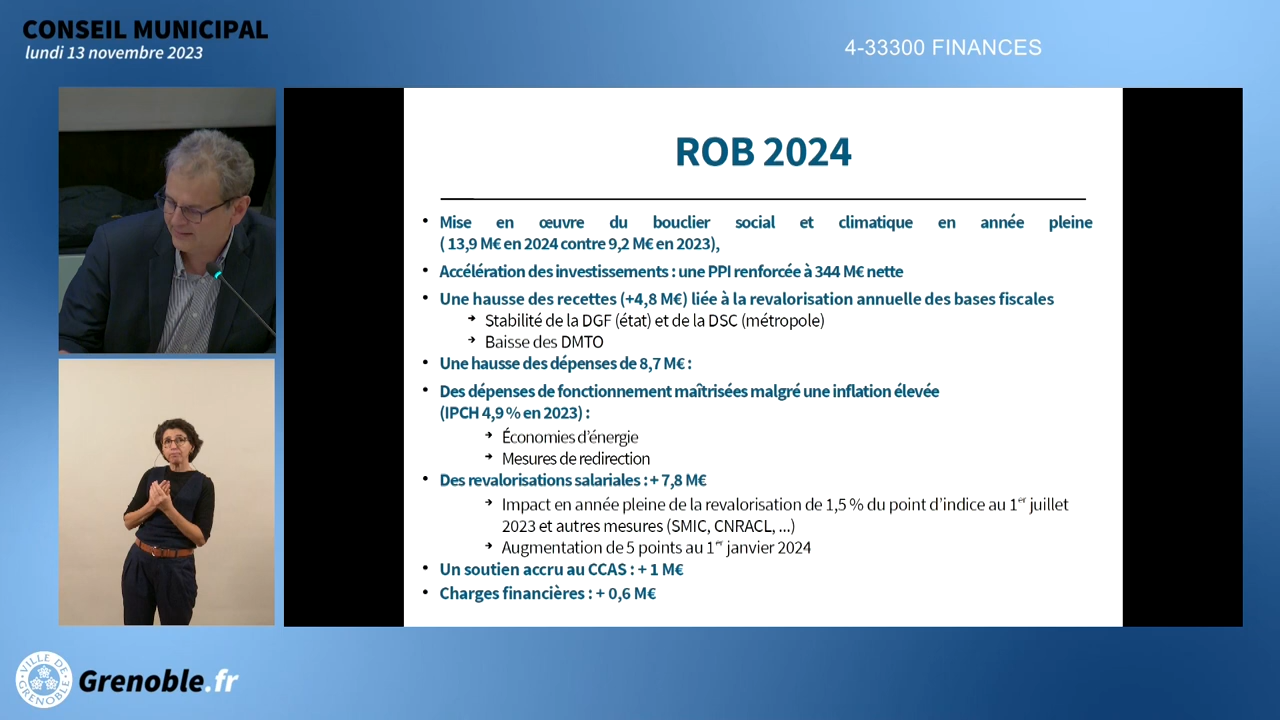 CONSEIL MUNICIPAL
lundi 13 novembre 2023
4-33300 FINANCES
ROB 2024
• Mise en œuvre du bouclier social et climatique en année pleine
( 13,9 M€ en 2024 contre 9,2 M€ en 2023),
• Accélération des investissements : une PPI renforcée à 344 M€ nette
• Une hausse des recettes (+4,8 M€) liée à la revalorisation annuelle des bases fiscales
➔ Stabilité de la DGF (état) et de la DSC (métropole)
➔ Baisse des DMTO
• Une hausse des dépenses de 8,7 M€ :
• Des dépenses de fonctionnement maîtrisées malgré une inflation élevée
(IPCH 4,9 % en 2023) :
➔ Économies d’énergie
➔ Mesures de redirection
• Des revalorisations salariales : + 7,8 M€
➔ Impact en année pleine de la revalorisation de 1,5 % du point d’indice au 1er juillet
2023 et autres mesures (SMIC, CNRACL, ...)
➔ Augmentation de 5 points au 1er janvier 2024
• Un soutien accru au CCAS : + 1 M€
• Charges financières : + 0,6 M€
VILLE DE GRENOBLE
Grenoble.fr